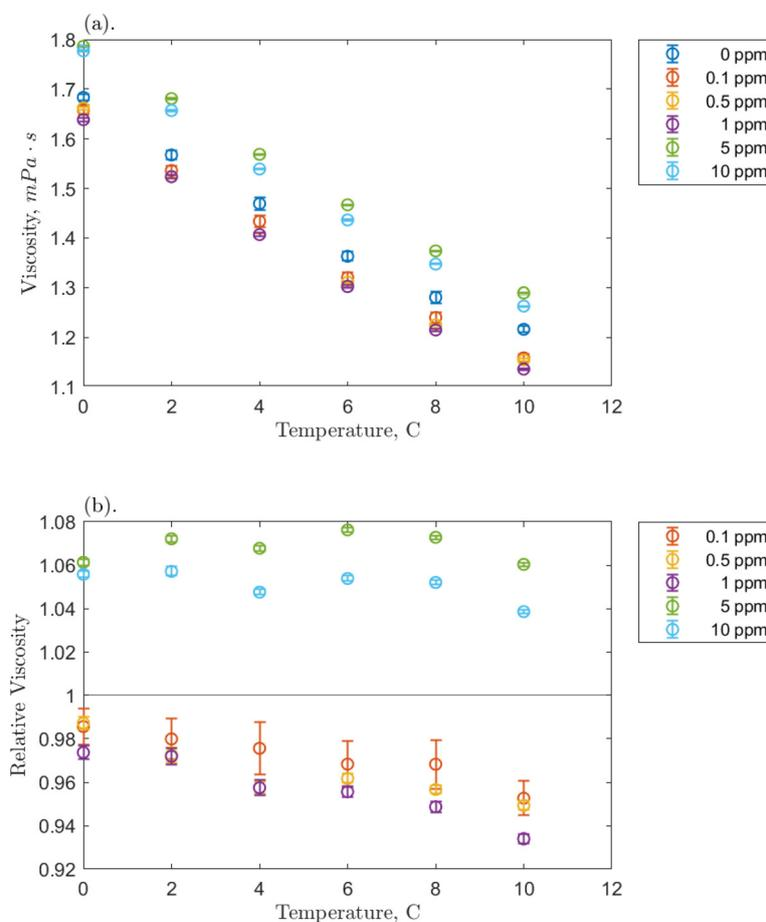 (a).
1.8
1.7
1.6
1.5
1.4
1.3
1.2
1.1
Viscosity, mPa · s
0 2 4 6 8 10 12
Temperature, C
0 ppm
0.1 ppm
0.5 ppm
1 ppm
5 ppm
10 ppm
(b).
1.08
1.06
1.04
1.02
1
0.98
0.96
0.94
0.92
Relative Viscosity
0 2 4 6 8 10 12
Temperature, C
0.1 ppm
0.5 ppm
1 ppm
5 ppm
10 ppm